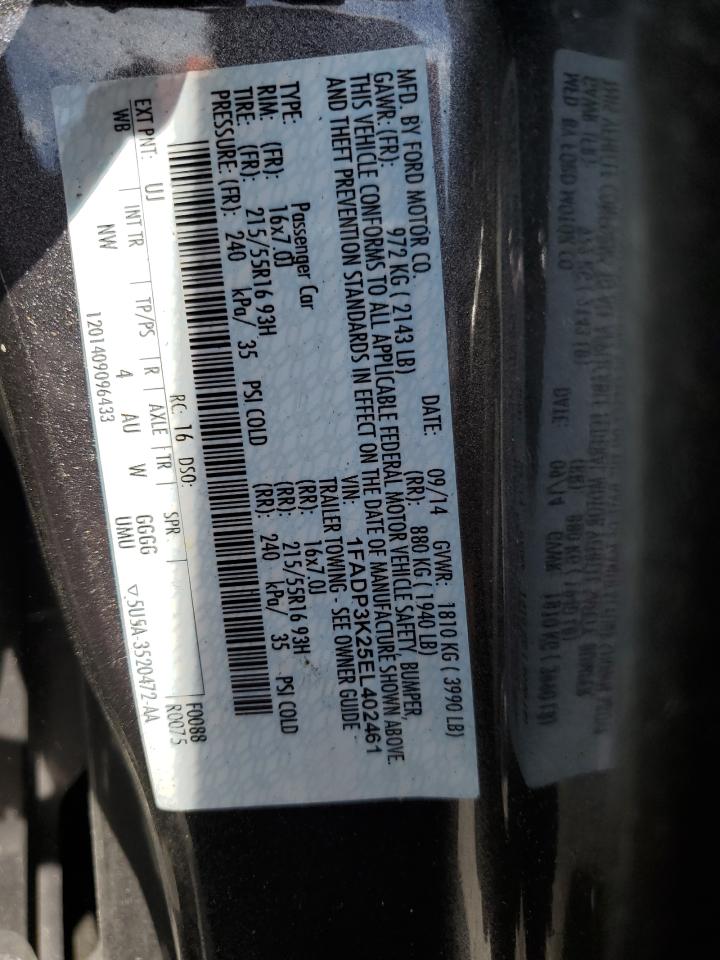 MFD. BY FORD MOTOR CO.
DATE: 09/14 GVWR: 1810 KG ( 3990 LB)
GAWR: (FR): 972 KG ( 2143 LB) (RR): 880 KG ( 1940 LB)
THIS VEHICLE CONFORMS TO ALL APPLICABLE FEDERAL MOTOR VEHICLE SAFETY, BUMPER,
AND THEFT PREVENTION STANDARDS IN EFFECT ON THE DATE OF MANUFACTURE SHOWN ABOVE.
VIN: 1FADP3K25EL402461
TYPE: Passenger Car TRAILER TOWING - SEE OWNER GUIDE
RIM: (FR): 16x7.0J (RR): 16x7.0J
TIRE: (FR): 215/55R16 93H (RR): 215/55R16 93H
PRESSURE: (FR): 240 kPa/ 35 PSI COLD (RR): 240 kPa/ 35 PSI COLD
F0088
RC: 16 DSO: R0075
EXT PNT: UJ INT TR TP/PS R AXLE TR SPR
WB NW 4 AU W GGGG UMU
1201409096433 5U5A-3520472-AA